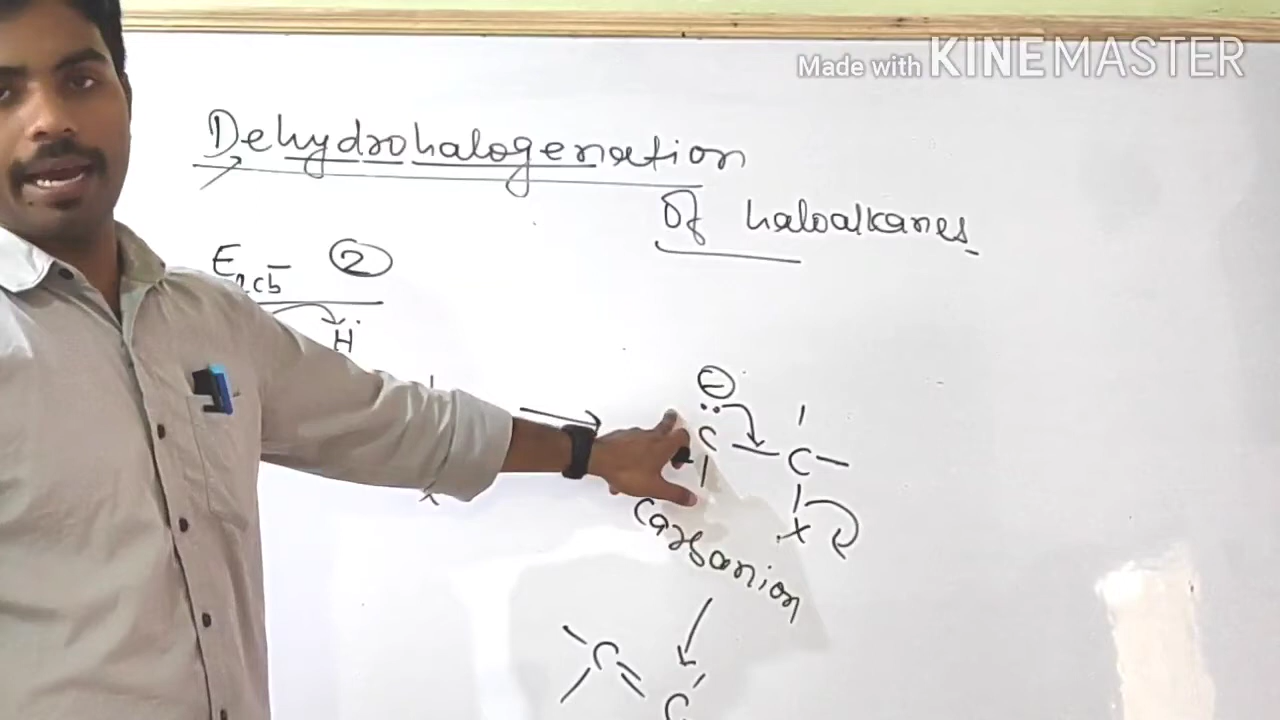 Made with KINEMASTER
Dehydrohalogenation
of haloalkanes
E1cb 2
H
C C
X
Carbanion
C
C